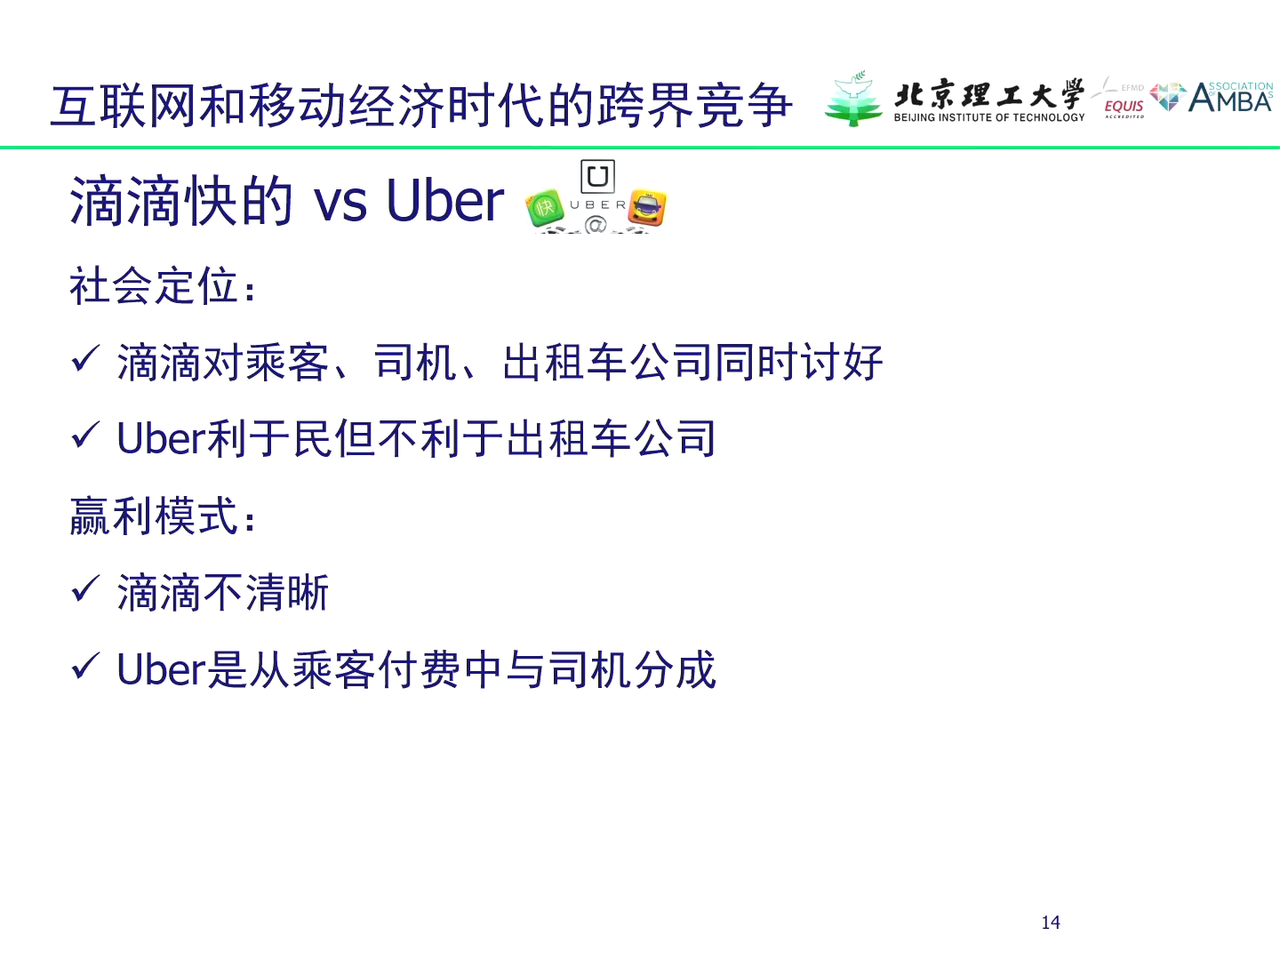 互联网和移动经济时代的跨界竞争
北京理工大学
BEIJING INSTITUTE OF TECHNOLOGY
EFMD
EQUIS
ACCREDITED
ASSOCIATION
OF
AMBAS
滴滴快的 vs Uber
快
UBER
@
社会定位：
✓ 滴滴对乘客、司机、出租车公司同时讨好
✓ Uber利于民但不利于出租车公司
赢利模式：
✓ 滴滴不清晰
✓ Uber是从乘客付费中与司机分成
14